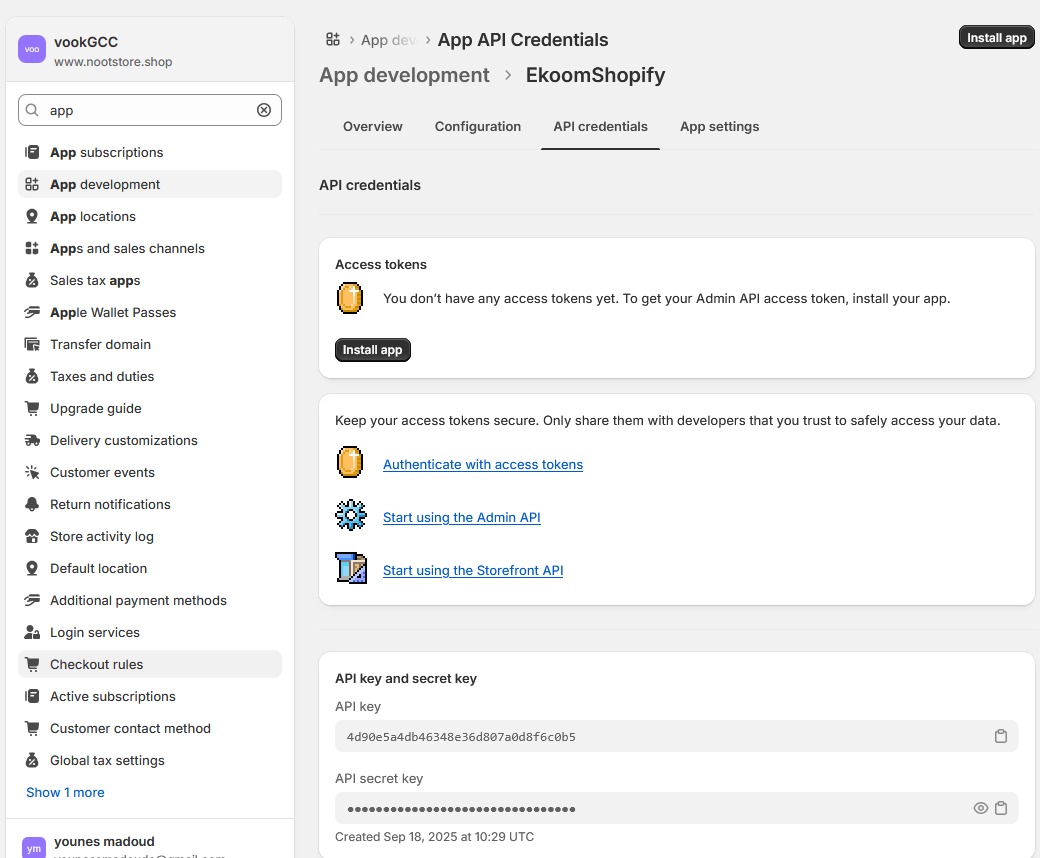 voo
vookGCC
www.nootstore.shop
app
App subscriptions
App development
App locations
Apps and sales channels
Sales tax apps
Apple Wallet Passes
Transfer domain
Taxes and duties
Upgrade guide
Delivery customizations
Customer events
Return notifications
Store activity log
Default location
Additional payment methods
Login services
Checkout rules
Active subscriptions
Customer contact method
Global tax settings
Show 1 more
ym
younes madoud
App dev
App API Credentials
Install app
App development
EkoomShopify
Overview Configuration API credentials App settings
API credentials
Access tokens
You don't have any access tokens yet. To get your Admin API access token, install your app.
Install app
Keep your access tokens secure. Only share them with developers that you trust to safely access your data.
Authenticate with access tokens
Start using the Admin API
Start using the Storefront API
API key and secret key
API key
4d90e5a4db46348e36d807a0d8f6c0b5
API secret key
••••••••••••••••••••••••••••••••
Created Sep 18, 2025 at 10:29 UTC